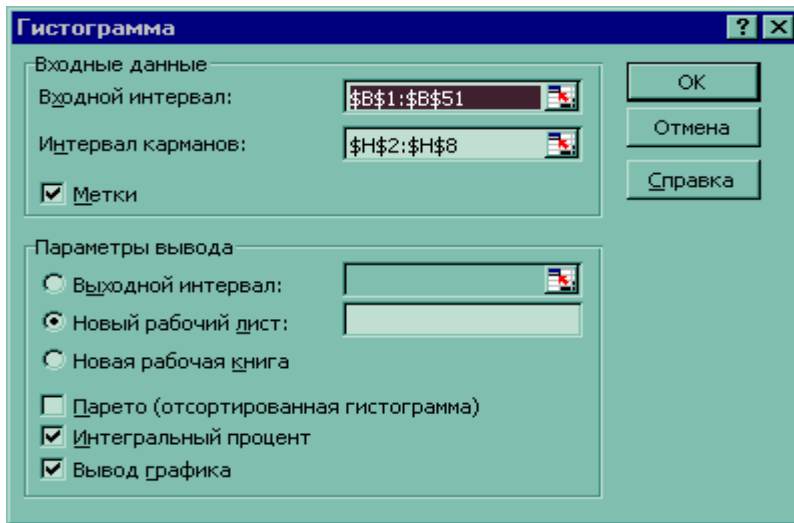 Гистограмма
Входные данные
Входной интервал: $B$1:$B$51
Интервал карманов: $H$2:$H$8
Метки
OK
Отмена
Справка
Параметры вывода
Выходной интервал:
Новый рабочий лист:
Новая рабочая книга
Парето (отсортированная гистограмма)
Интегральный процент
Вывод графика